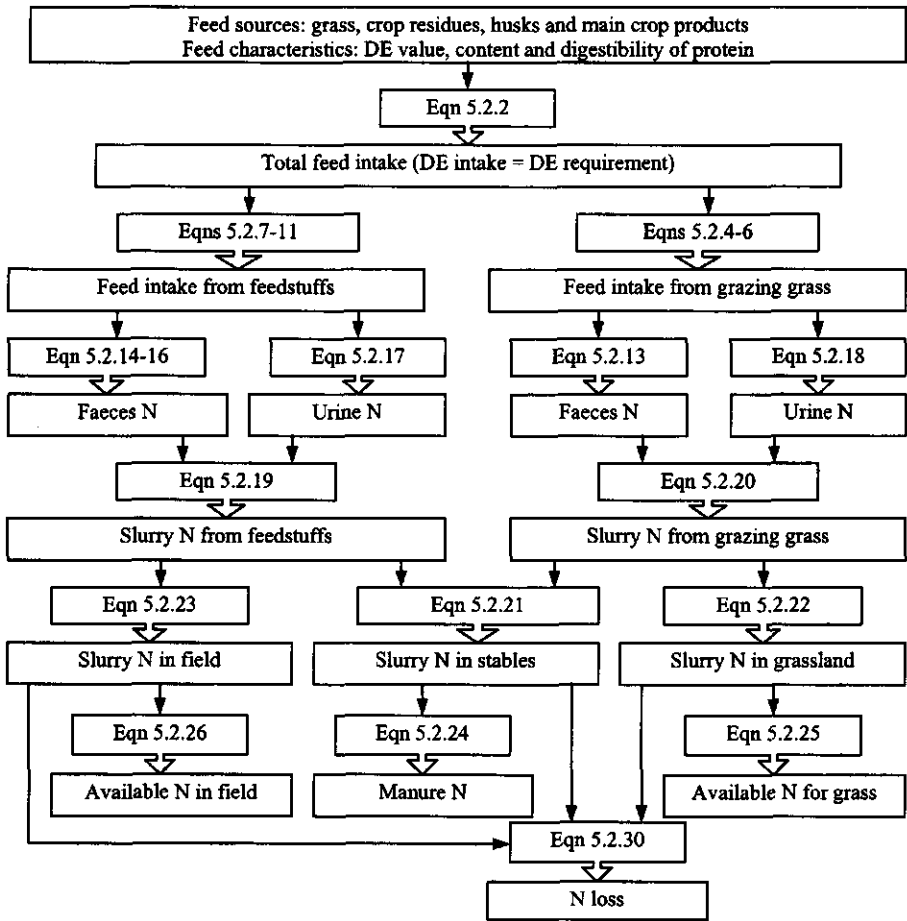 Feed sources: grass, crop residues, husks and main crop products
Feed characteristics: DE value, content and digestibility of protein
Eqn 5.2.2
Total feed intake (DE intake = DE requirement)
Eqns 5.2.7-11
Eqns 5.2.4-6
Feed intake from feedstuffs
Feed intake from grazing grass
Eqn 5.2.14-16
Eqn 5.2.17
Eqn 5.2.13
Eqn 5.2.18
Faeces N
Urine N
Faeces N
Urine N
Eqn 5.2.19
Eqn 5.2.20
Slurry N from feedstuffs
Slurry N from grazing grass
Eqn 5.2.23
Eqn 5.2.21
Eqn 5.2.22
Slurry N in field
Slurry N in stables
Slurry N in grassland
Eqn 5.2.26
Eqn 5.2.24
Eqn 5.2.25
Available N in field
Manure N
Available N for grass
Eqn 5.2.30
N loss